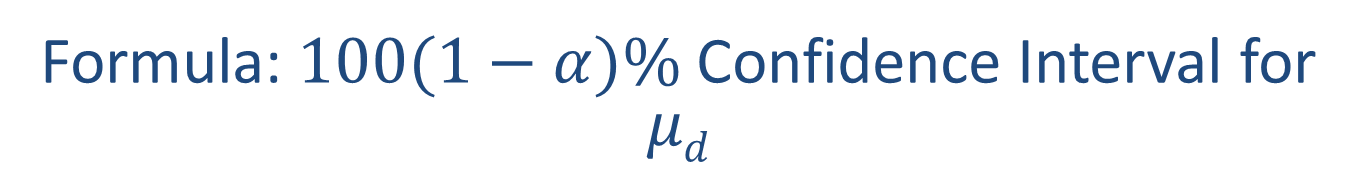 Formula: 100(1 − α)% Confidence Interval for
μ_d